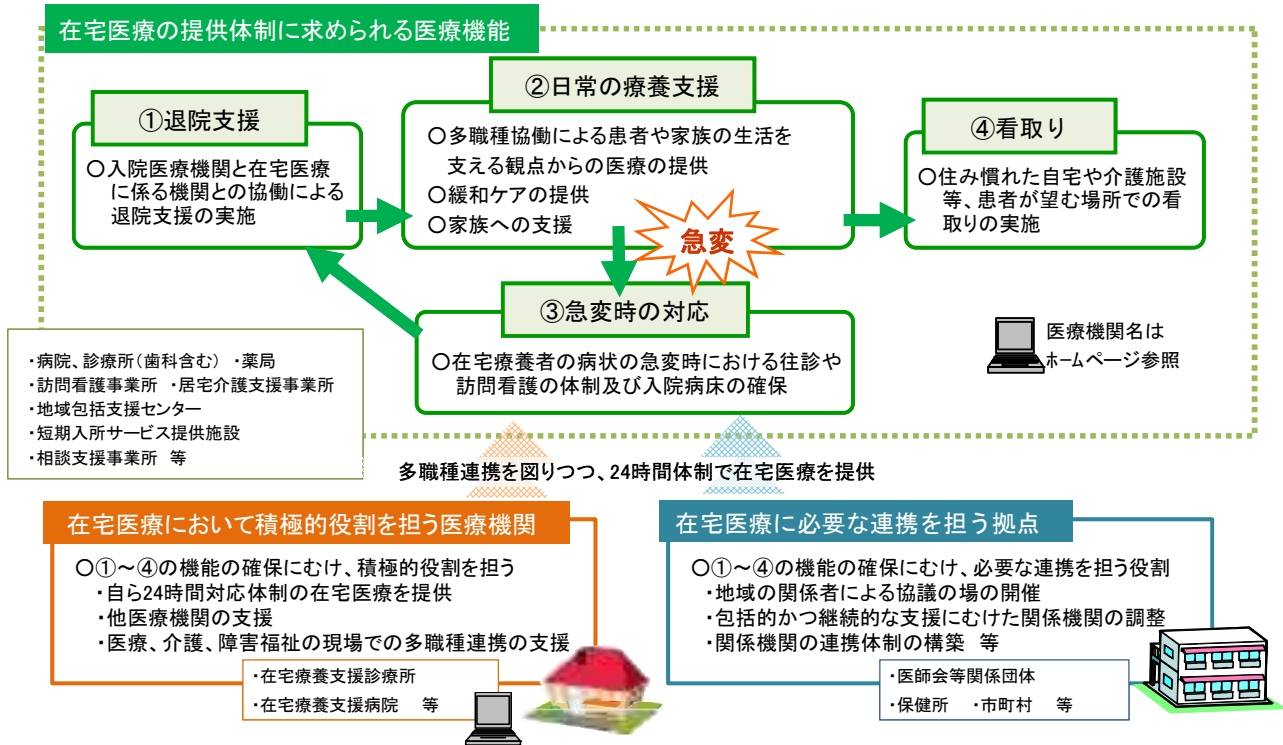 在宅医療の提供体制に求められる医療機能
①退院支援
○入院医療機関と在宅医療
に係る機関との協働による
退院支援の実施
②日常の療養支援
○多職種協働による患者や家族の生活を
支える観点からの医療の提供
○緩和ケアの提供
○家族への支援
急変
④看取り
○住み慣れた自宅や介護施設
等、患者が望む場所での看
取りの実施
③急変時の対応
○在宅療養者の病状の急変時における往診や
訪問看護の体制及び入院病床の確保
医療機関名は
ホームページ参照
・病院、診療所（歯科含む） ・薬局
・訪問看護事業所 ・居宅介護支援事業所
・地域包括支援センター
・短期入所サービス提供施設
・相談支援事業所 等
多職種連携を図りつつ、24時間体制で在宅医療を提供
在宅医療において積極的役割を担う医療機関
○①～④の機能の確保にむけ、積極的役割を担う
・自ら24時間対応体制の在宅医療を提供
・他医療機関の支援
・医療、介護、障害福祉の現場での多職種連携の支援
・在宅療養支援診療所
・在宅療養支援病院 等
在宅医療に必要な連携を担う拠点
○①～④の機能の確保にむけ、必要な連携を担う役割
・地域の関係者による協議の場の開催
・包括的かつ継続的な支援にむけた関係機関の調整
・関係機関の連携体制の構築 等
・医師会等関係団体
・保健所 ・市町村 等